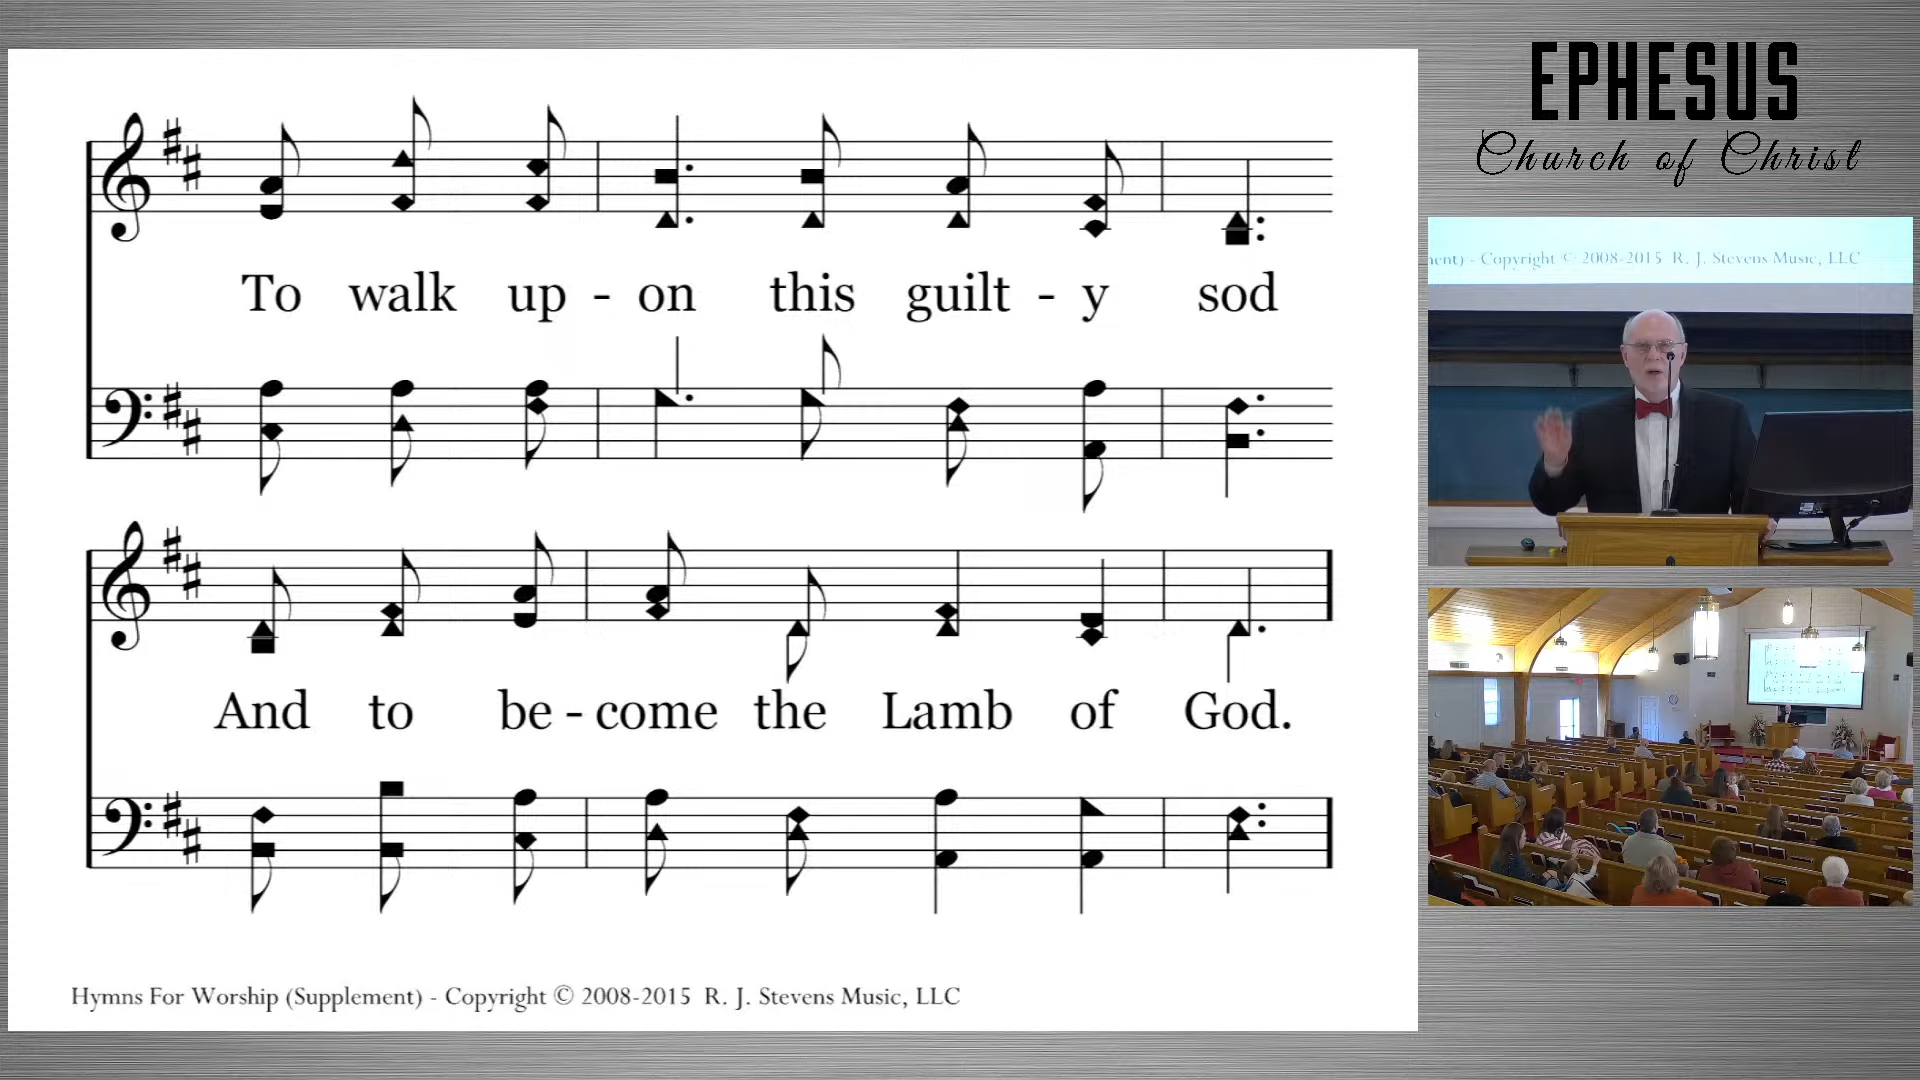 EPHESUS
Church of Christ
To walk up - on this guilt - y sod
And to be - come the Lamb of God.
Hymns For Worship (Supplement) - Copyright © 2008-2015 R. J. Stevens Music, LLC
ment) - Copyright © 2008-2015 R. J. Stevens Music, LLC